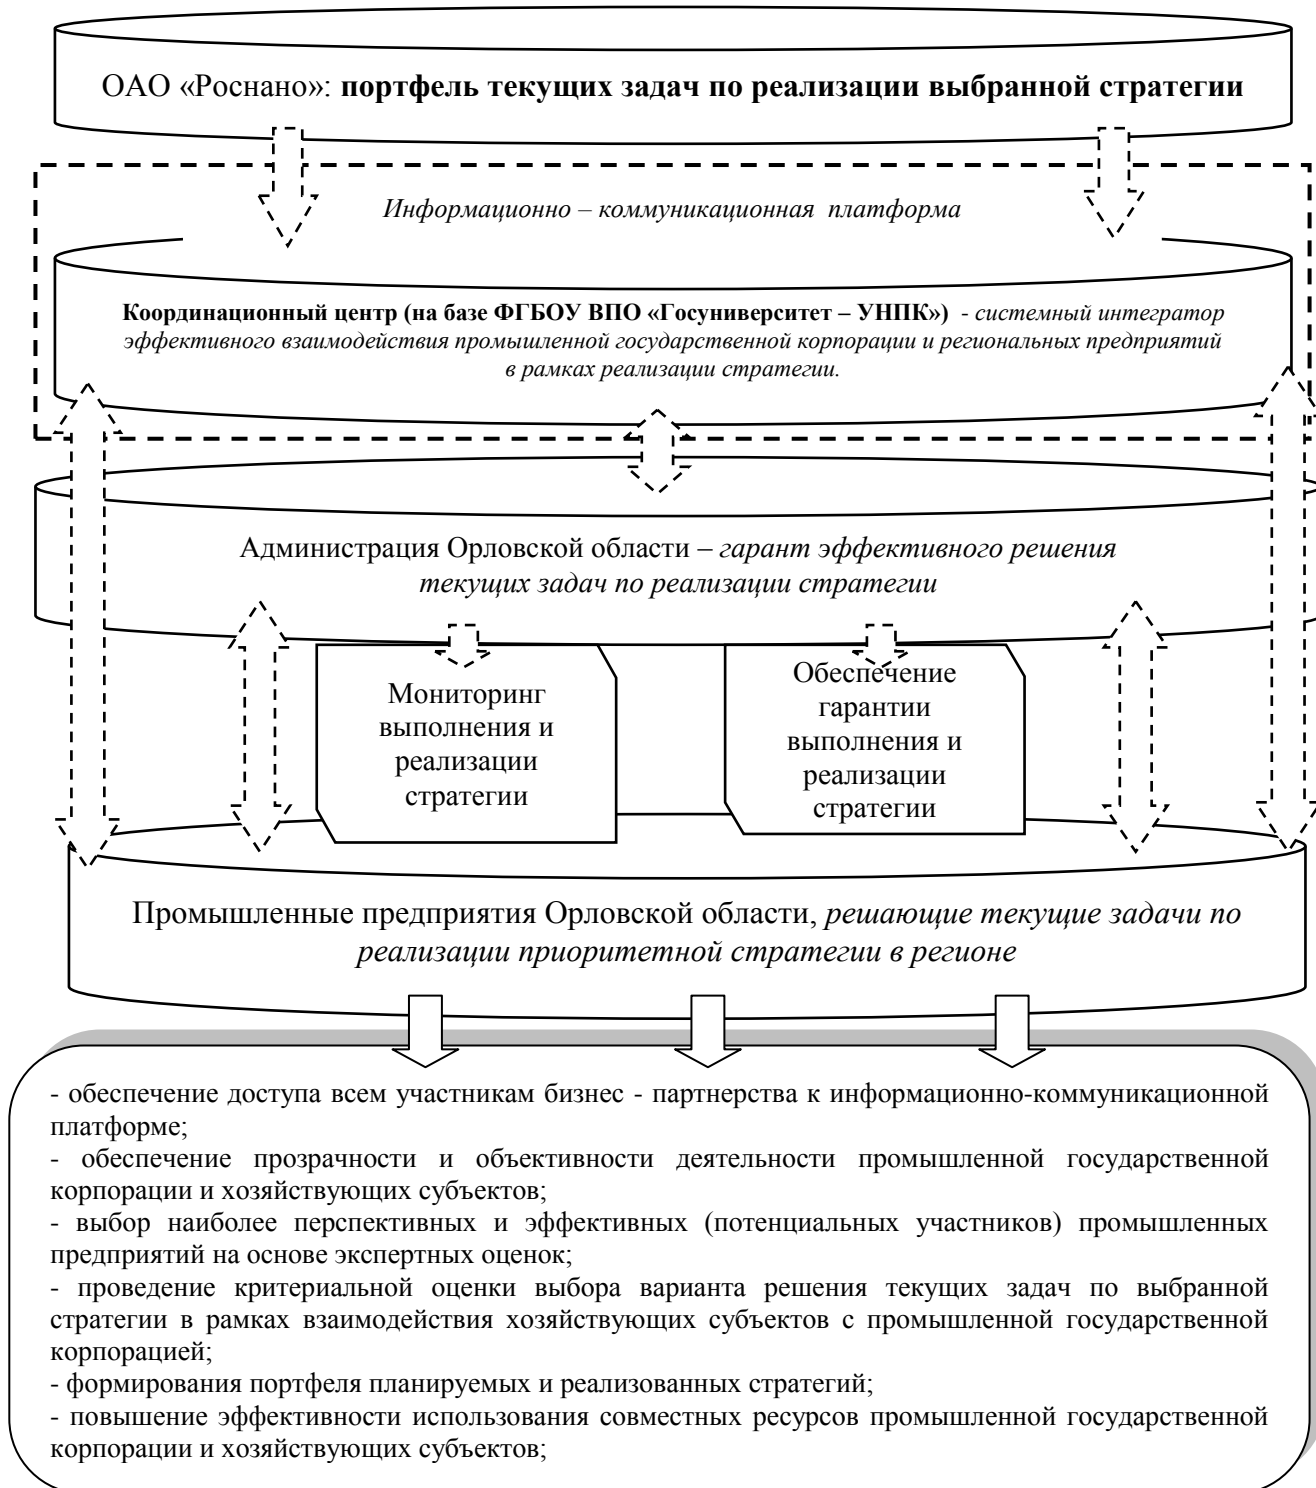 ОАО «Роснано»: портфель текущих задач по реализации выбранной стратегии
Информационно – коммуникационная платформа
Координационный центр (на базе ФГБОУ ВПО «Госуниверситет – УНПК») - системный интегратор
эффективного взаимодействия промышленной государственной корпорации и региональных предприятий
в рамках реализации стратегии.
Администрация Орловской области – гарант эффективного решения
текущих задач по реализации стратегии
Мониторинг
выполнения и
реализации
стратегии
Обеспечение
гарантии
выполнения и
реализации
стратегии
Промышленные предприятия Орловской области, решающие текущие задачи по
реализации приоритетной стратегии в регионе
- обеспечение доступа всем участникам бизнес - партнерства к информационно-коммуникационной
платформе;
- обеспечение прозрачности и объективности деятельности промышленной государственной
корпорации и хозяйствующих субъектов;
- выбор наиболее перспективных и эффективных (потенциальных участников) промышленных
предприятий на основе экспертных оценок;
- проведение критериальной оценки выбора варианта решения текущих задач по выбранной
стратегии в рамках взаимодействия хозяйствующих субъектов с промышленной государственной
корпорацией;
- формирования портфеля планируемых и реализованных стратегий;
- повышение эффективности использования совместных ресурсов промышленной государственной
корпорации и хозяйствующих субъектов;